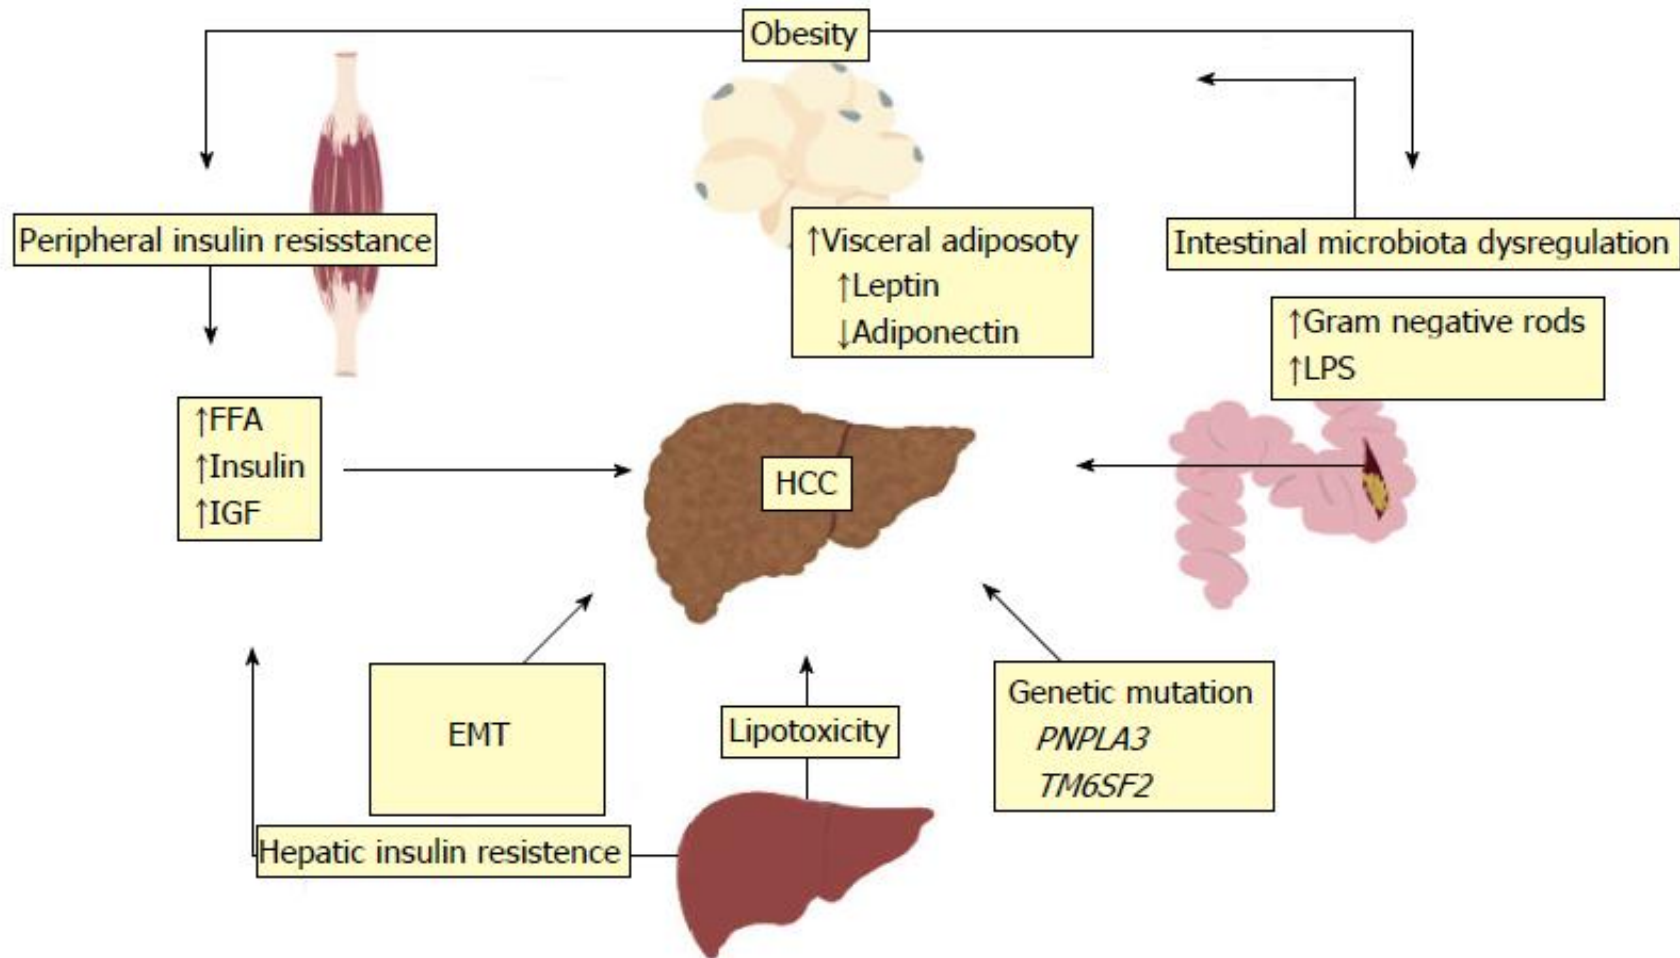 Obesity
Peripheral insulin resisstance
↑Visceral adiposoty
↑Leptin
↓Adiponectin
Intestinal microbiota dysregulation
↑Gram negative rods
↑LPS
↑FFA
↑Insulin
↑IGF
HCC
EMT
Lipotoxicity
Genetic mutation
PNPLA3
TM6SF2
Hepatic insulin resistence